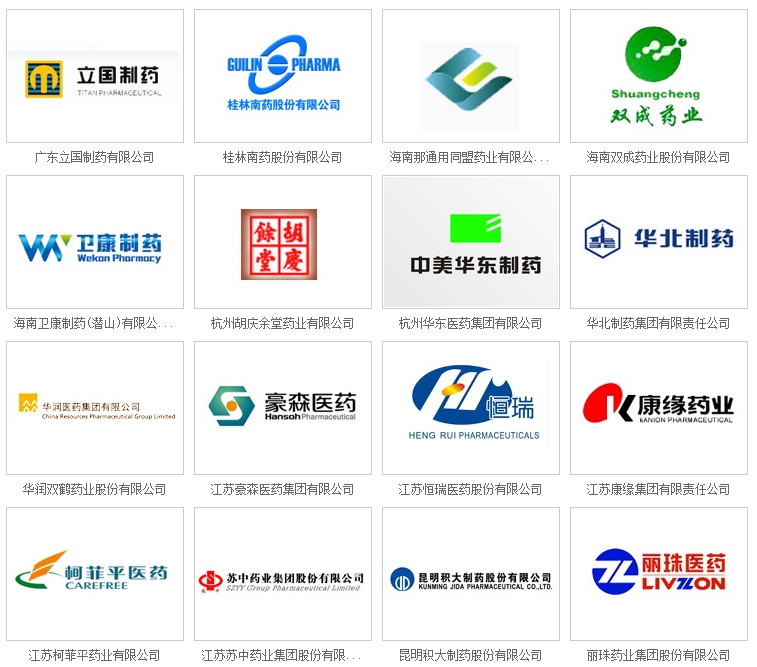 立国制药
TITAN PHARMACEUTICAL
广东立国制药有限公司
GUILIN PHARMA
桂林南药股份有限公司
桂林南药股份有限公司
海南那通用同盟药业有限公...
Shuangcheng
双成药业
海南双成药业股份有限公司
卫康制药
Wekon Pharmacy
海南卫康制药(潜山)有限公...
胡慶餘堂
杭州胡庆余堂药业有限公司
中美华东制药
杭州华东医药集团有限公司
华北制药
华北制药集团有限责任公司
华润医药集团有限公司
China Resources Pharmaceutical Group Limited
华润双鹤药业股份有限公司
豪森医药
Hansoh Pharmaceutical
江苏豪森医药集团有限公司
恒瑞
HENG RUI PHARMACEUTICALS
江苏恒瑞医药股份有限公司
康缘药业
KANION PHARMACEUTICAL
江苏康缘集团有限责任公司
柯菲平医药
CAREFREE
江苏柯菲平药业有限公司
苏中药业集团股份有限公司
SZYY Group Pharmaceutical Limited
江苏苏中药业集团股份有限...
昆明积大制药股份有限公司
KUNMING JIDA PHARMACEUTICAL CO.,LTD.
昆明积大制药股份有限公司
丽珠医药
LIVZON
丽珠医药集团股份有限公司